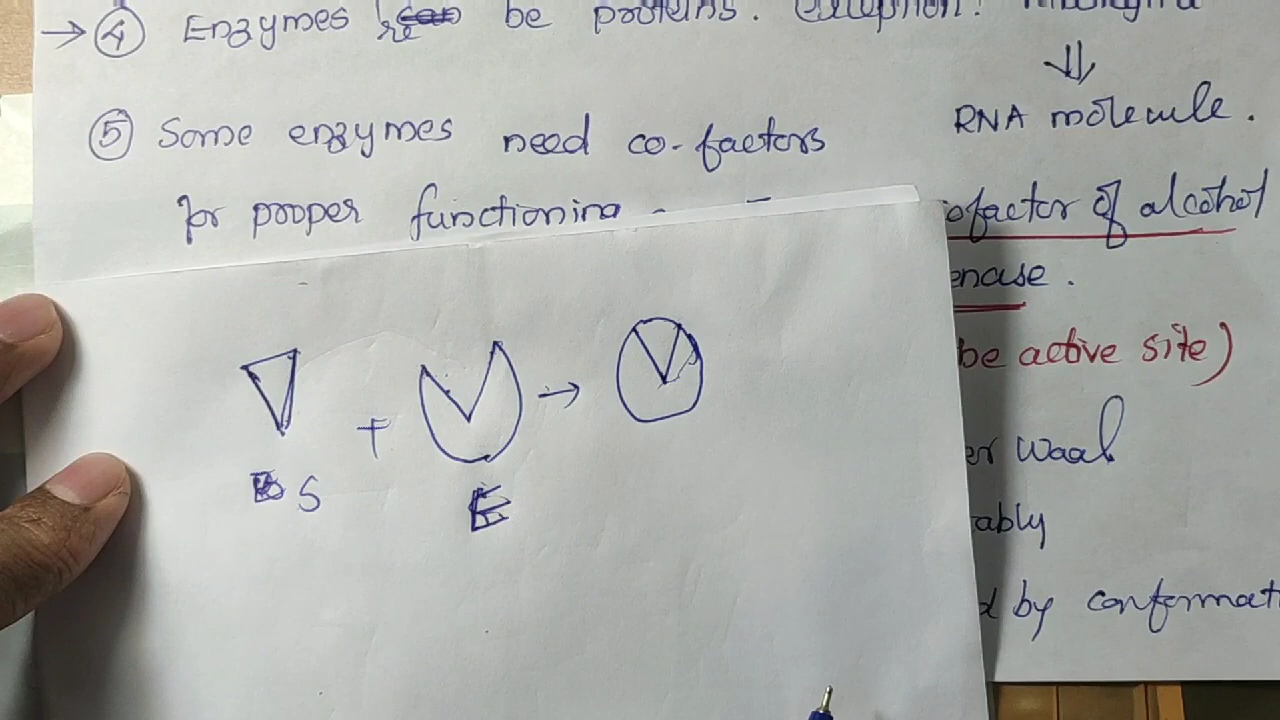 → ④ Enzymes be proteins. exception:
⇓
RNA molecule.
⑤ Some enzymes need co-factors
for proper functioning - ofactor of alcohol
enase.
be active site)
er Waal
ably
by conformat
+ →
S
E